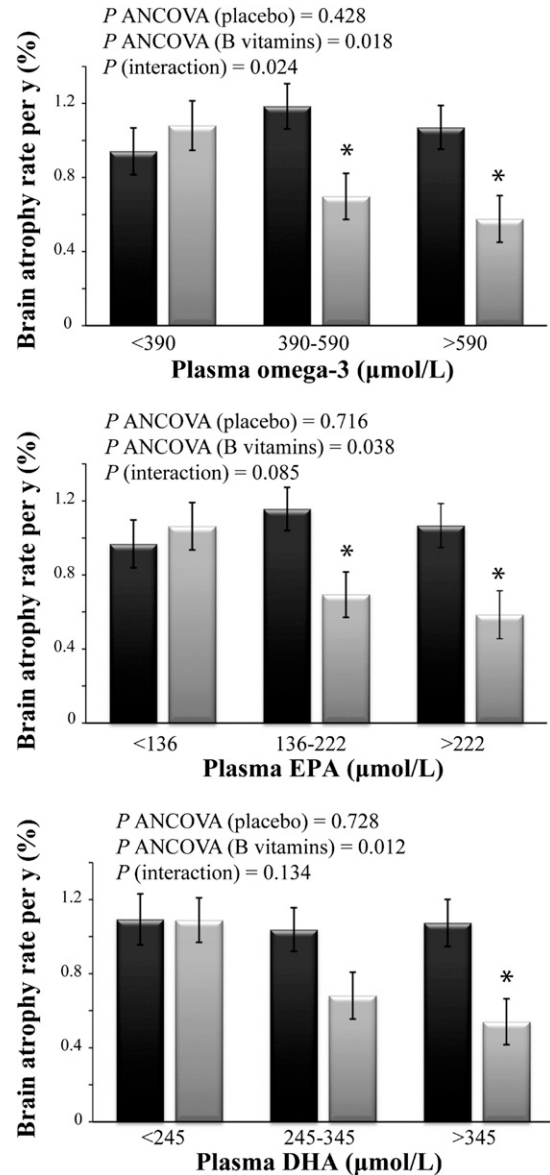 P ANCOVA (placebo) = 0.428
P ANCOVA (B vitamins) = 0.018
P (interaction) = 0.024
Brain atrophy rate per y (%)
1.2
0.8
0.4
0
*
*
<390 390-590 >590
Plasma omega-3 (µmol/L)
P ANCOVA (placebo) = 0.716
P ANCOVA (B vitamins) = 0.038
P (interaction) = 0.085
Brain atrophy rate per y (%)
1.2
0.8
0.4
0
*
*
<136 136-222 >222
Plasma EPA (µmol/L)
P ANCOVA (placebo) = 0.728
P ANCOVA (B vitamins) = 0.012
P (interaction) = 0.134
Brain atrophy rate per y (%)
1.2
0.8
0.4
0
*
<245 245-345 >345
Plasma DHA (µmol/L)